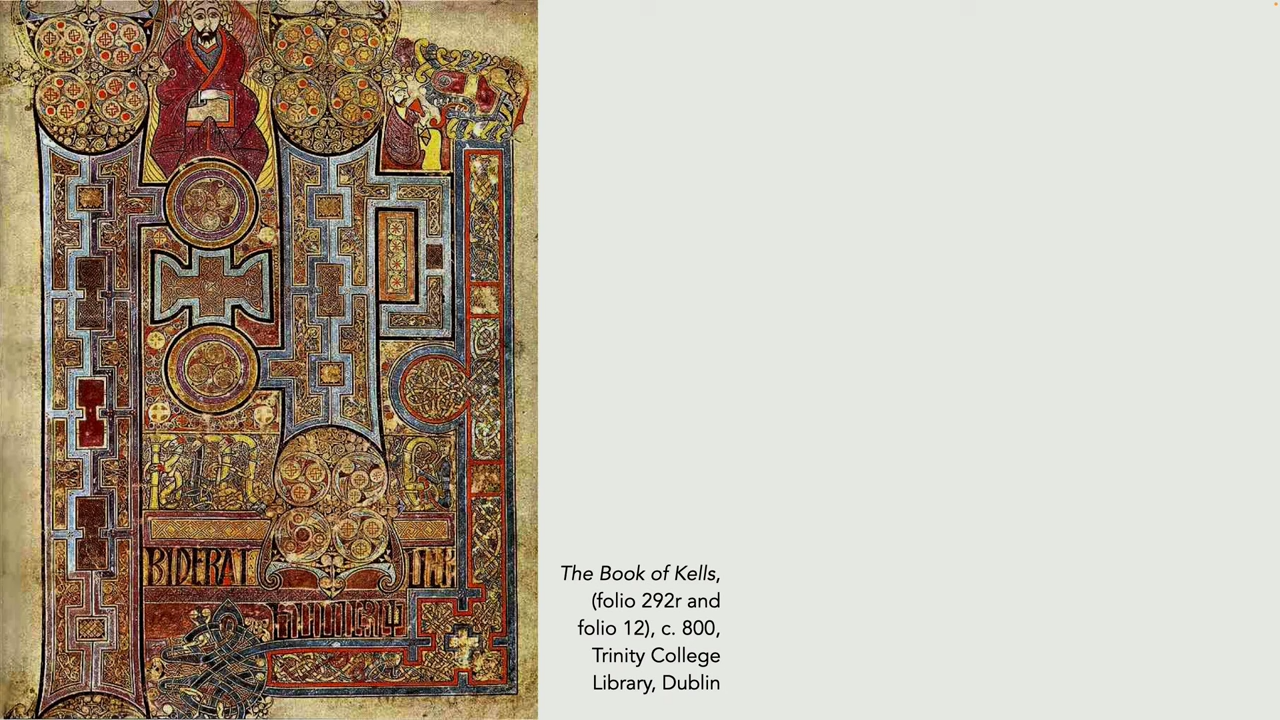 The Book of Kells,
(folio 292r and
folio 12), c. 800,
Trinity College
Library, Dublin